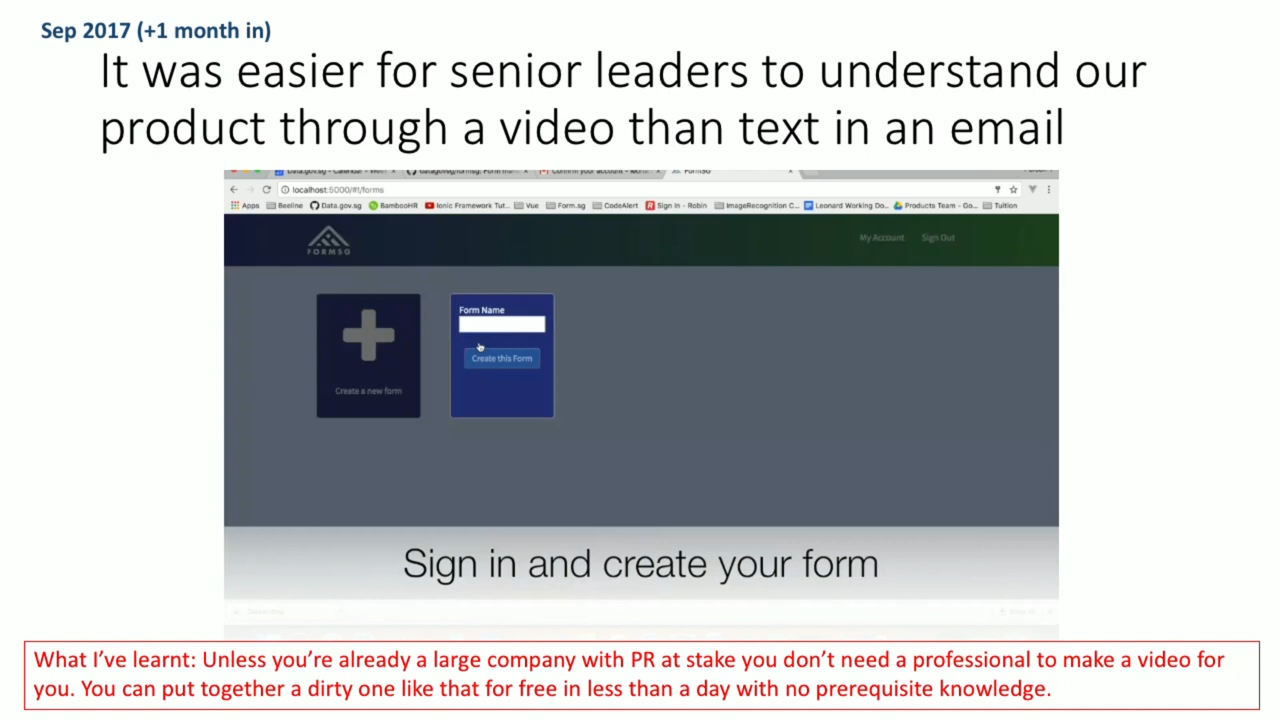 Sep 2017 (+1 month in)
It was easier for senior leaders to understand our
product through a video than text in an email
localhost:5000/#!/forms
Apps Beeline Data.gov.sg BambooHR Ionic Framework Tut... Vue Form.sg CodeAlert Sign In - Robin ImageRecognition C... Leonard Working Do... Products Team - Go... Tuition
FORMSG
My Account Sign Out
Form Name
Create this Form
Create a new form
Sign in and create your form
What I've learnt: Unless you're already a large company with PR at stake you don't need a professional to make a video for
you. You can put together a dirty one like that for free in less than a day with no prerequisite knowledge.